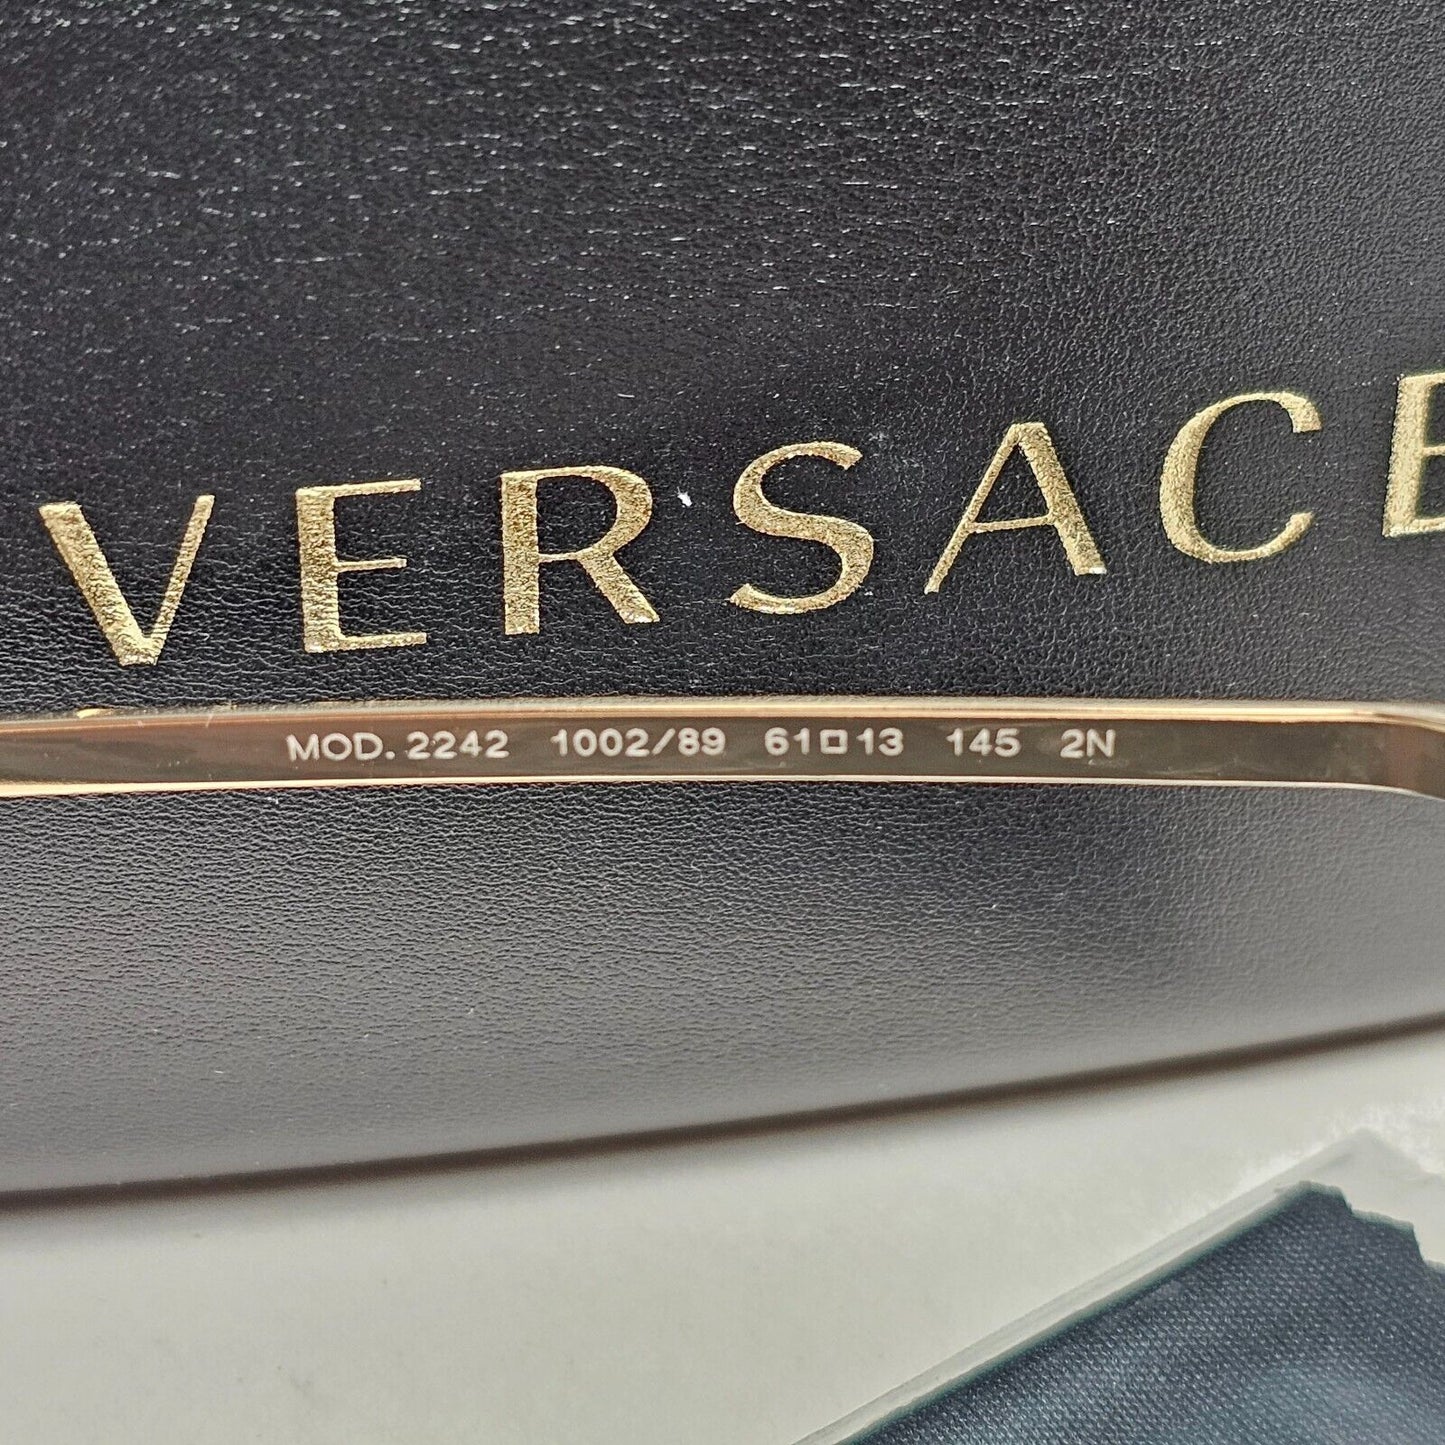 VERSACE
MOD. 2242 1002/89 61□13 145 2N